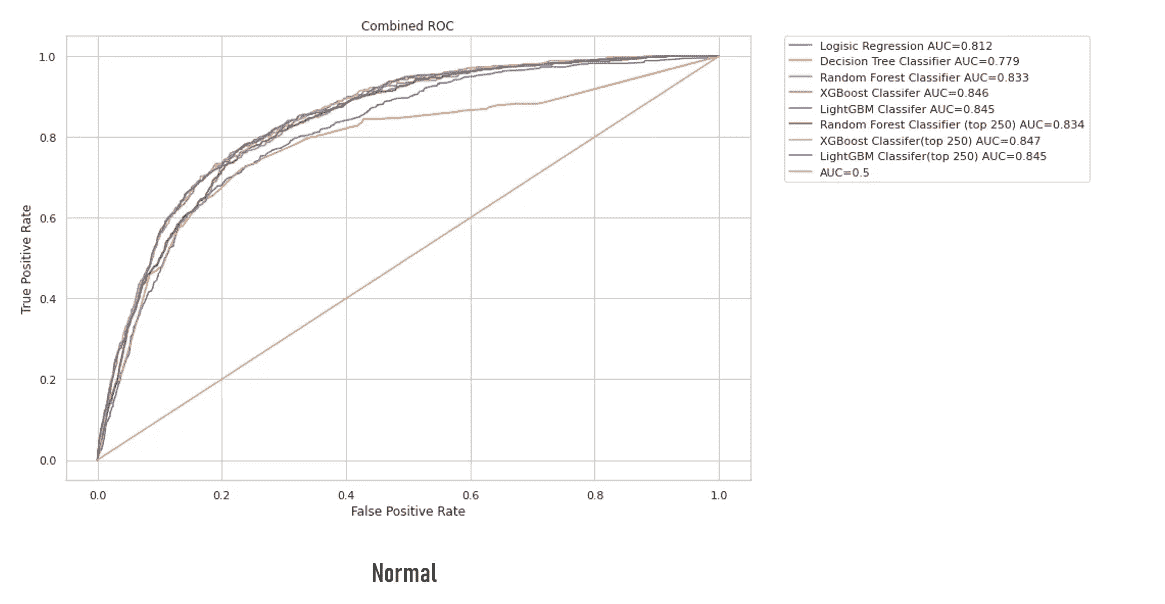 Combined ROC
1.0
0.8
0.6
0.4
0.2
0.0
True Positive Rate
0.0 0.2 0.4 0.6 0.8 1.0
False Positive Rate
Logisic Regression AUC=0.812
Decision Tree Classifier AUC=0.779
Random Forest Classifier AUC=0.833
XGBoost Classifer AUC=0.846
LightGBM Classifer AUC=0.845
Random Forest Classifier (top 250) AUC=0.834
XGBoost Classifer(top 250) AUC=0.847
LightGBM Classifer(top 250) AUC=0.845
AUC=0.5
Normal